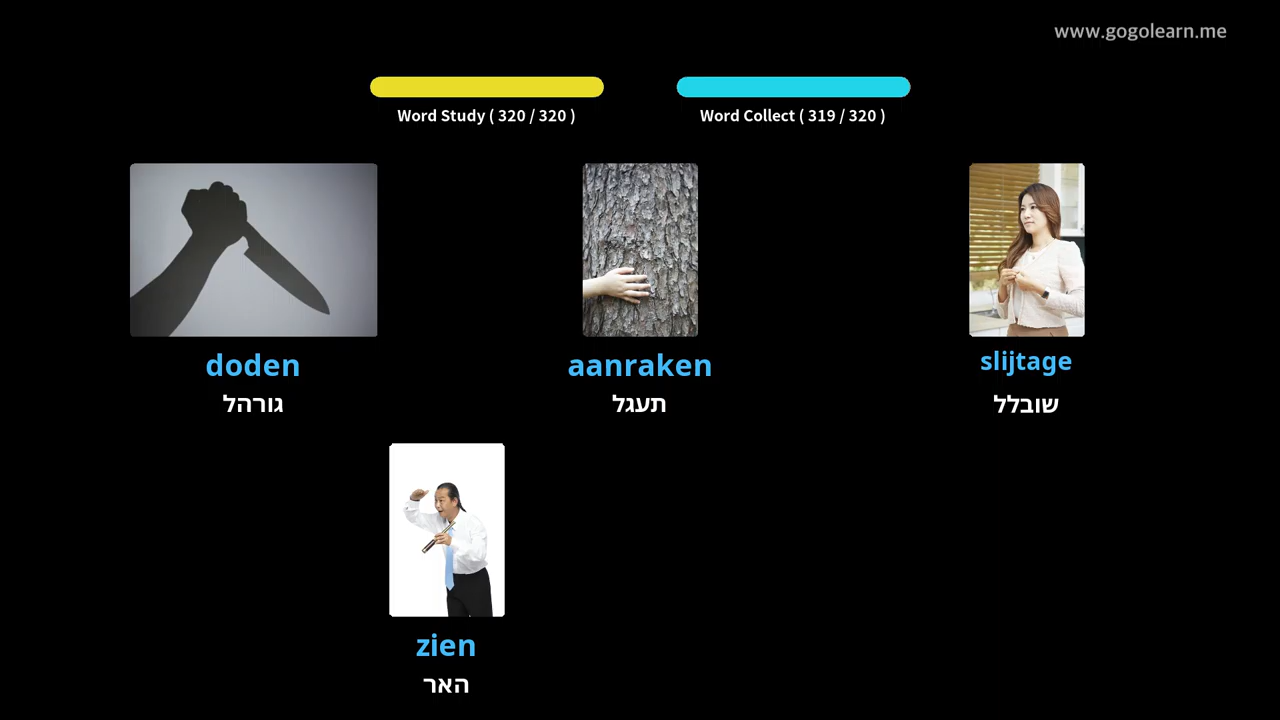 www.gogolearn.me
Word Study ( 320 / 320 )
Word Collect ( 319 / 320 )
doden
aanraken
slijtage
גורהל
תעגל
שובלל
zien
האר